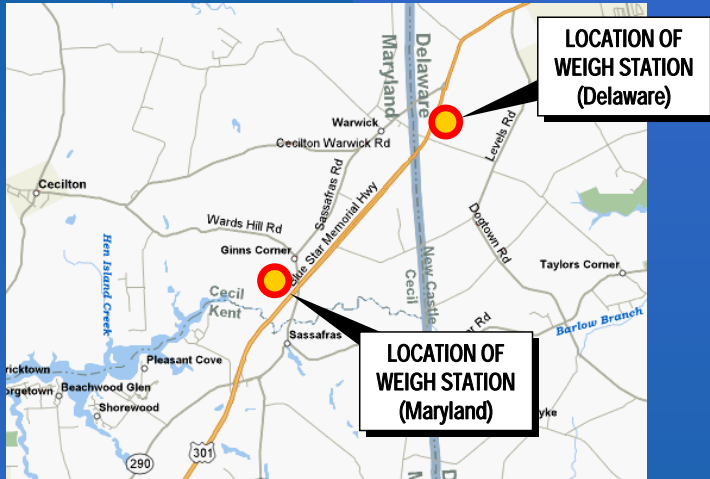 LOCATION OF
WEIGH STATION
(Delaware)
Maryland
Delaware
Warwick
Cecilton Warwick Rd
Levels Rd
Cecilton
Sassafras Rd
Blue Star Memorial Hwy
Wards Hill Rd
Dogtown Rd
Ginns Corner
Hen Island Creek
New Castle
Cecil
Taylors Corner
Cecil
Kent
Rd
Barlow Branch
Sassafras
LOCATION OF
WEIGH STATION
(Maryland)
Pleasant Cove
Beachwood Glen
Shorewood
301
290